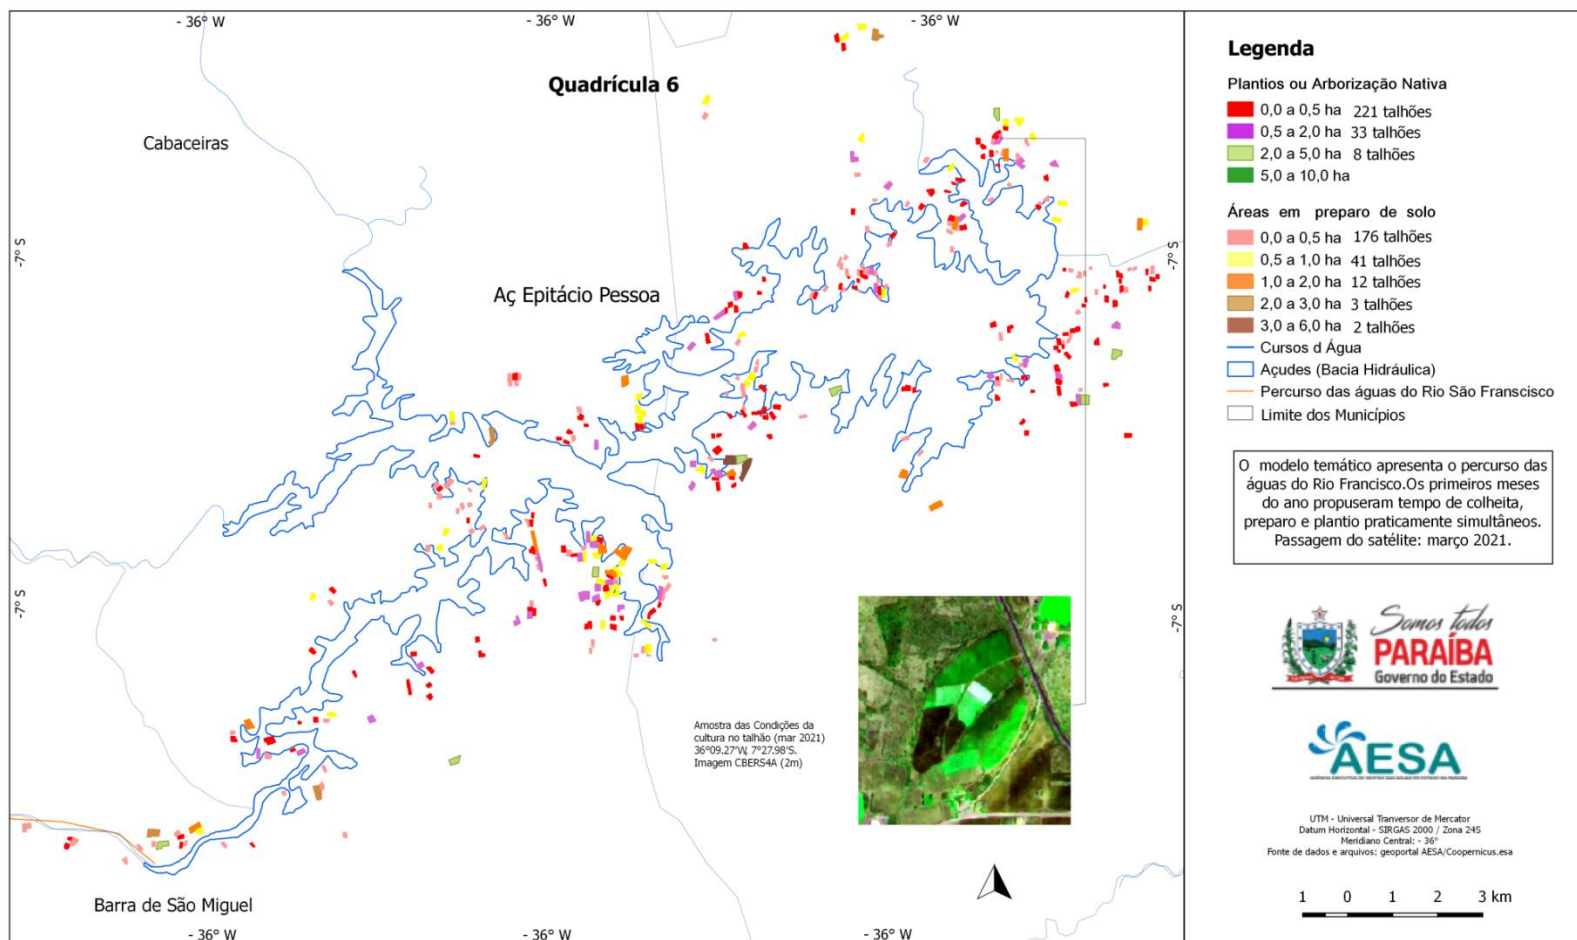 - 36° W
- 36° W
- 36° W
Quadrícula 6
Cabaceiras
-7° S
-7° S
Aç Epitácio Pessoa
-7° S
-7° S
Amostra das Condições da
cultura no talhão (mar 2021)
36°09.27'W, 7°27.98'S.
Imagem CBERS4A (2m)
Barra de São Miguel
- 36° W
- 36° W
- 36° W
Legenda
Plantios ou Arborização Nativa
0,0 a 0,5 ha 221 talhões
0,5 a 2,0 ha 33 talhões
2,0 a 5,0 ha 8 talhões
5,0 a 10,0 ha
Áreas em preparo de solo
0,0 a 0,5 ha 176 talhões
0,5 a 1,0 ha 41 talhões
1,0 a 2,0 ha 12 talhões
2,0 a 3,0 ha 3 talhões
3,0 a 6,0 ha 2 talhões
Cursos d Água
Açudes (Bacia Hidráulica)
Percurso das águas do Rio São Franscisco
Limite dos Municípios
O modelo temático apresenta o percurso das
águas do Rio Francisco.Os primeiros meses
do ano propuseram tempo de colheita,
preparo e plantio praticamente simultâneos.
Passagem do satélite: março 2021.
Somos todos
PARAÍBA
Governo do Estado
AESA
UTM - Universal Tranversor de Mercator
Datum Horizontal - SIRGAS 2000 / Zona 24S
Meridiano Central: - 36°
Fonte de dados e arquivos: geoportal AESA/Coopernicus.esa
1 0 1 2 3 km